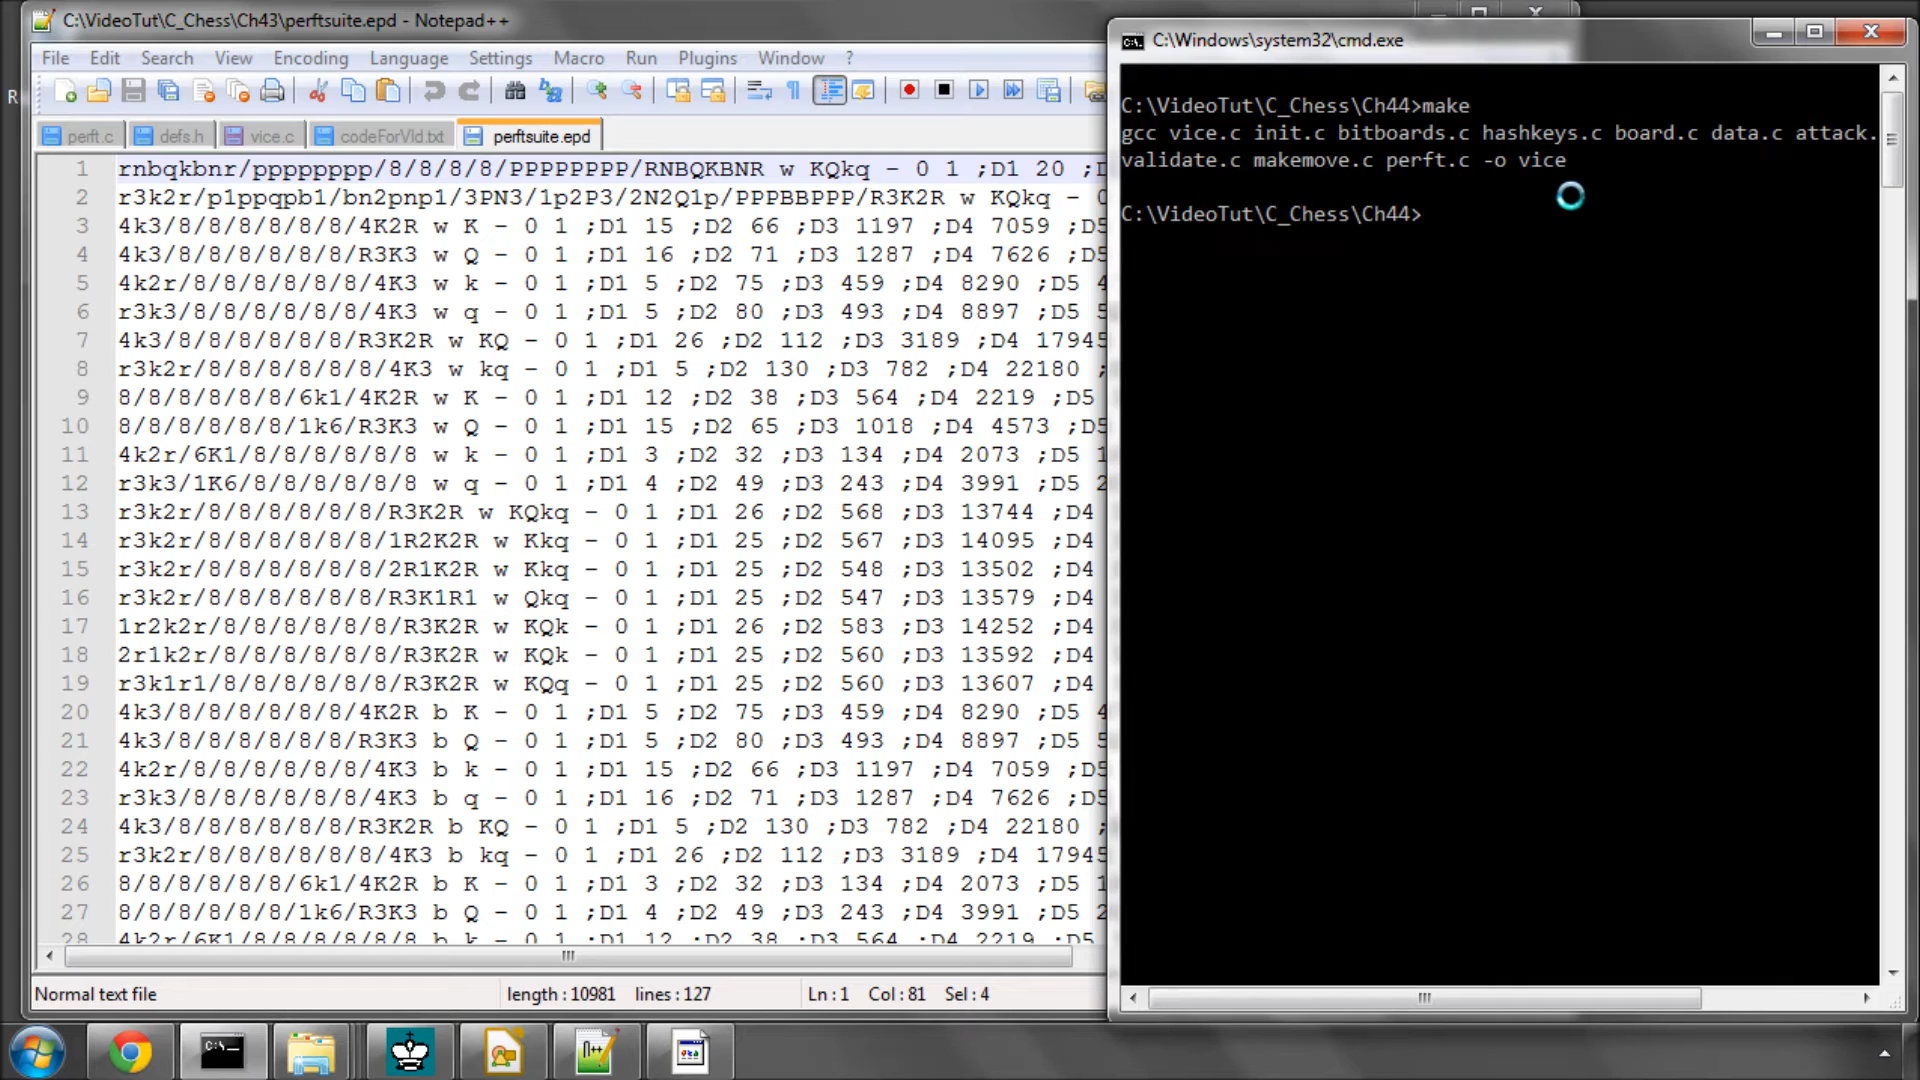 C:\VideoTut\C_Chess\Ch43\perftsuite.epd - Notepad++
File Edit Search View Encoding Language Settings Macro Run Plugins Window ?
perft.c defs.h vice.c codeForVId.txt perftsuite.epd
1 rnbqkbnr/pppppppp/8/8/8/8/PPPPPPPP/RNBQKBNR w KQkq - 0 1 ;D1 20
2 r3k2r/p1ppqpb1/bn2pnp1/3PN3/1p2P3/2N2Q1p/PPPBBPPP/R3K2R w KQkq - 0
3 4k3/8/8/8/8/8/8/4K2R w K - 0 1 ;D1 15 ;D2 66 ;D3 1197 ;D4 7059 ;D5
4 4k3/8/8/8/8/8/8/R3K3 w Q - 0 1 ;D1 16 ;D2 71 ;D3 1287 ;D4 7626 ;D5
5 4k2r/8/8/8/8/8/8/4K3 w k - 0 1 ;D1 5 ;D2 75 ;D3 459 ;D4 8290 ;D5 4
6 r3k3/8/8/8/8/8/8/4K3 w q - 0 1 ;D1 5 ;D2 80 ;D3 493 ;D4 8897 ;D5 5
7 4k3/8/8/8/8/8/8/R3K2R w KQ - 0 1 ;D1 26 ;D2 112 ;D3 3189 ;D4 17945
8 r3k2r/8/8/8/8/8/8/4K3 w kq - 0 1 ;D1 5 ;D2 130 ;D3 782 ;D4 22180 ;
9 8/8/8/8/8/8/6k1/4K2R w K - 0 1 ;D1 12 ;D2 38 ;D3 564 ;D4 2219 ;D5
10 8/8/8/8/8/8/1k6/R3K3 w Q - 0 1 ;D1 15 ;D2 65 ;D3 1018 ;D4 4573 ;D5
11 4k2r/6K1/8/8/8/8/8/8 w k - 0 1 ;D1 3 ;D2 32 ;D3 134 ;D4 2073 ;D5 1
12 r3k3/1K6/8/8/8/8/8/8 w q - 0 1 ;D1 4 ;D2 49 ;D3 243 ;D4 3991 ;D5 2
13 r3k2r/8/8/8/8/8/8/R3K2R w KQkq - 0 1 ;D1 26 ;D2 568 ;D3 13744 ;D4
14 r3k2r/8/8/8/8/8/8/1R2K2R w Kkq - 0 1 ;D1 25 ;D2 567 ;D3 14095 ;D4
15 r3k2r/8/8/8/8/8/8/2R1K2R w Kkq - 0 1 ;D1 25 ;D2 548 ;D3 13502 ;D4
16 r3k2r/8/8/8/8/8/8/R3K1R1 w Qkq - 0 1 ;D1 25 ;D2 547 ;D3 13579 ;D4
17 1r2k2r/8/8/8/8/8/8/R3K2R w KQk - 0 1 ;D1 26 ;D2 583 ;D3 14252 ;D4
18 2r1k2r/8/8/8/8/8/8/R3K2R w KQk - 0 1 ;D1 25 ;D2 560 ;D3 13592 ;D4
19 r3k1r1/8/8/8/8/8/8/R3K2R w KQq - 0 1 ;D1 25 ;D2 560 ;D3 13607 ;D4
20 4k3/8/8/8/8/8/8/4K2R b K - 0 1 ;D1 5 ;D2 75 ;D3 459 ;D4 8290 ;D5 4
21 4k3/8/8/8/8/8/8/R3K3 b Q - 0 1 ;D1 5 ;D2 80 ;D3 493 ;D4 8897 ;D5 5
22 4k2r/8/8/8/8/8/8/4K3 b k - 0 1 ;D1 15 ;D2 66 ;D3 1197 ;D4 7059 ;D5
23 r3k3/8/8/8/8/8/8/4K3 b q - 0 1 ;D1 16 ;D2 71 ;D3 1287 ;D4 7626 ;D5
24 4k3/8/8/8/8/8/8/R3K2R b KQ - 0 1 ;D1 5 ;D2 130 ;D3 782 ;D4 22180 ;
25 r3k2r/8/8/8/8/8/8/4K3 b kq - 0 1 ;D1 26 ;D2 112 ;D3 3189 ;D4 17945
26 8/8/8/8/8/8/6k1/4K2R b K - 0 1 ;D1 3 ;D2 32 ;D3 134 ;D4 2073 ;D5 1
27 8/8/8/8/8/8/1k6/R3K3 b Q - 0 1 ;D1 4 ;D2 49 ;D3 243 ;D4 3991 ;D5 2
28 4k2r/6K1/8/8/8/8/8/8 b k - 0 1 ;D1 12 ;D2 38 ;D3 564 ;D4 2219 ;D5
Normal text file length : 10981 lines : 127 Ln : 1 Col : 81 Sel : 4
C:\Windows\system32\cmd.exe
C:\VideoTut\C_Chess\Ch44>make
gcc vice.c init.c bitboards.c hashkeys.c board.c data.c attack.
validate.c makemove.c perft.c -o vice
C:\VideoTut\C_Chess\Ch44>